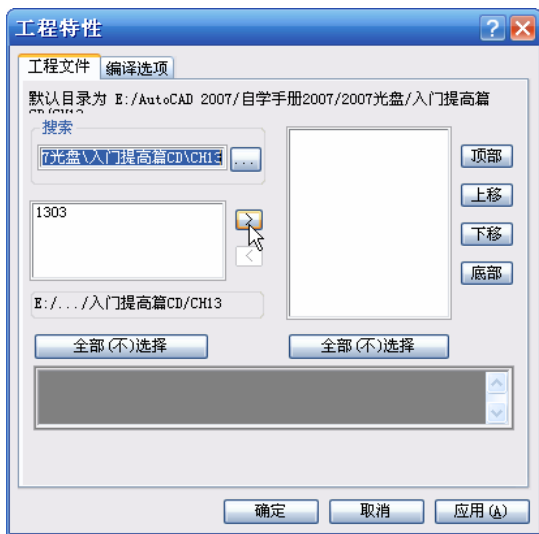 工程特性
工程文件 编译选项
默认目录为 E:/AutoCAD 2007/自学手册2007/2007光盘/入门提高篇
CD/CH13
搜索
7光盘\入门提高篇CD\CH13 ... 顶部
上移
1303 > 下移
< 底部
E:/.../入门提高篇CD/CH13
全部(不)选择 全部(不)选择
确定 取消 应用(A)